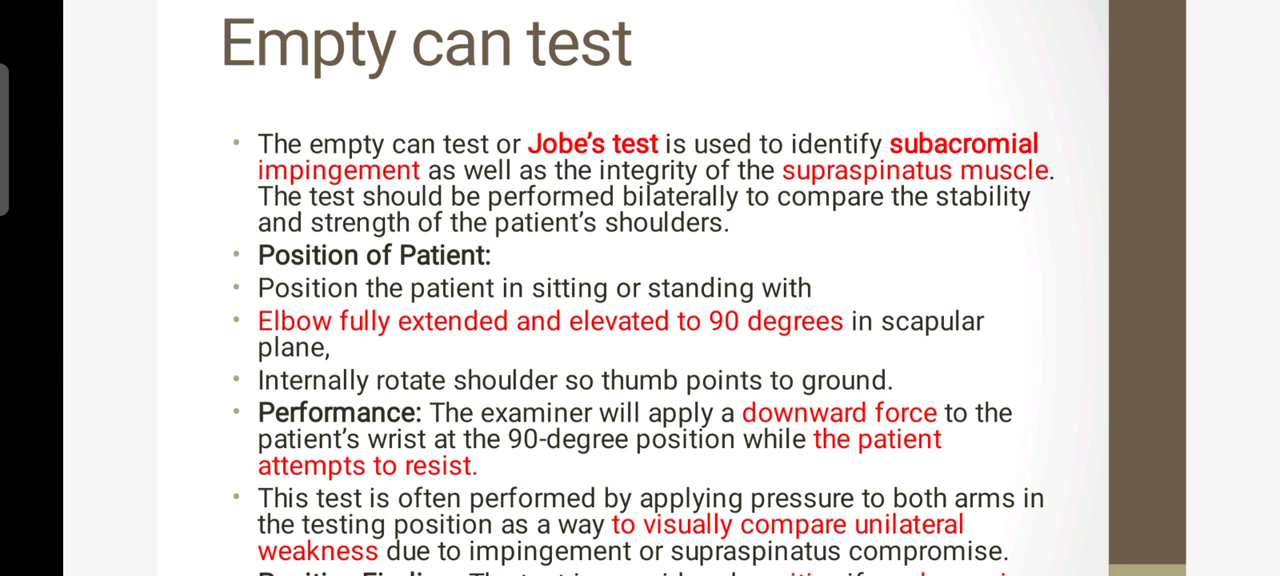 Empty can test
• The empty can test or Jobe's test is used to identify subacromial
impingement as well as the integrity of the supraspinatus muscle.
The test should be performed bilaterally to compare the stability
and strength of the patient's shoulders.
• Position of Patient:
• Position the patient in sitting or standing with
• Elbow fully extended and elevated to 90 degrees in scapular
plane,
• Internally rotate shoulder so thumb points to ground.
• Performance: The examiner will apply a downward force to the
patient's wrist at the 90-degree position while the patient
attempts to resist.
• This test is often performed by applying pressure to both arms in
the testing position as a way to visually compare unilateral
weakness due to impingement or supraspinatus compromise.